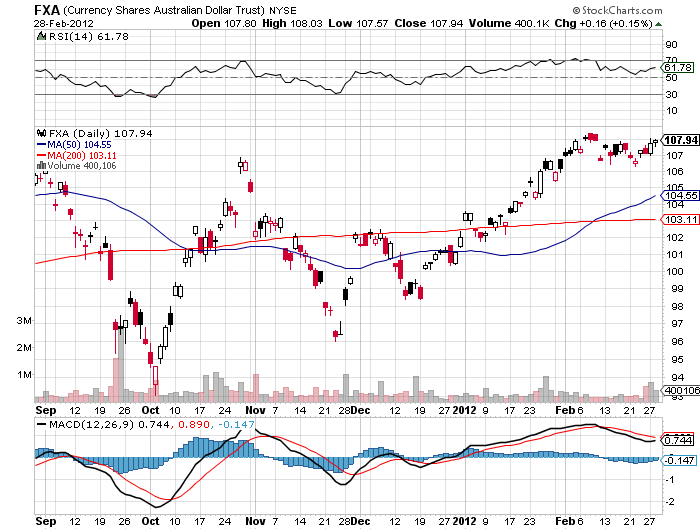 FXA (Currency Shares Australian Dollar Trust) NYSE © StockCharts.com
28-Feb-2012 Open 107.80 High 108.03 Low 107.57 Close 107.94 Volume 400.1K Chg +0.16 (+0.15%)
RSI(14) 61.78
90
70
61.78
50
30
10
FXA (Daily) 107.94
MA(50) 104.55
MA(200) 103.11
Volume 400,106
107.94
107
106
105
104.55
104
103.11
102
101
100
99
98
97
96
95
94
93
3M
2M
1M
400106
Sep 12 19 26 Oct 10 17 24 Nov 7 14 21 28 Dec 12 19 27 2012 9 17 23 Feb 6 13 21 27
MACD(12,26,9) 0.744, 0.890, -0.147
0.744
-0.147
-1
-2
Sep 12 19 26 Oct 10 17 24 Nov 7 14 21 28 Dec 12 19 27 2012 9 17 23 Feb 6 13 21 27